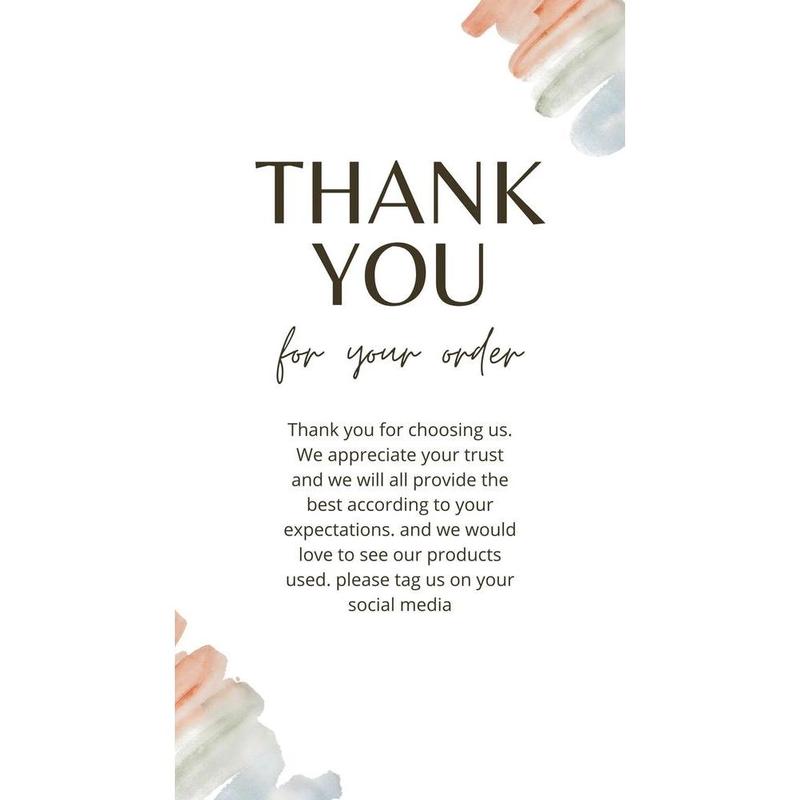 THANK
YOU
for your order
Thank you for choosing us.
We appreciate your trust
and we will all provide the
best according to your
expectations. and we would
love to see our products
used. please tag us on your
social media